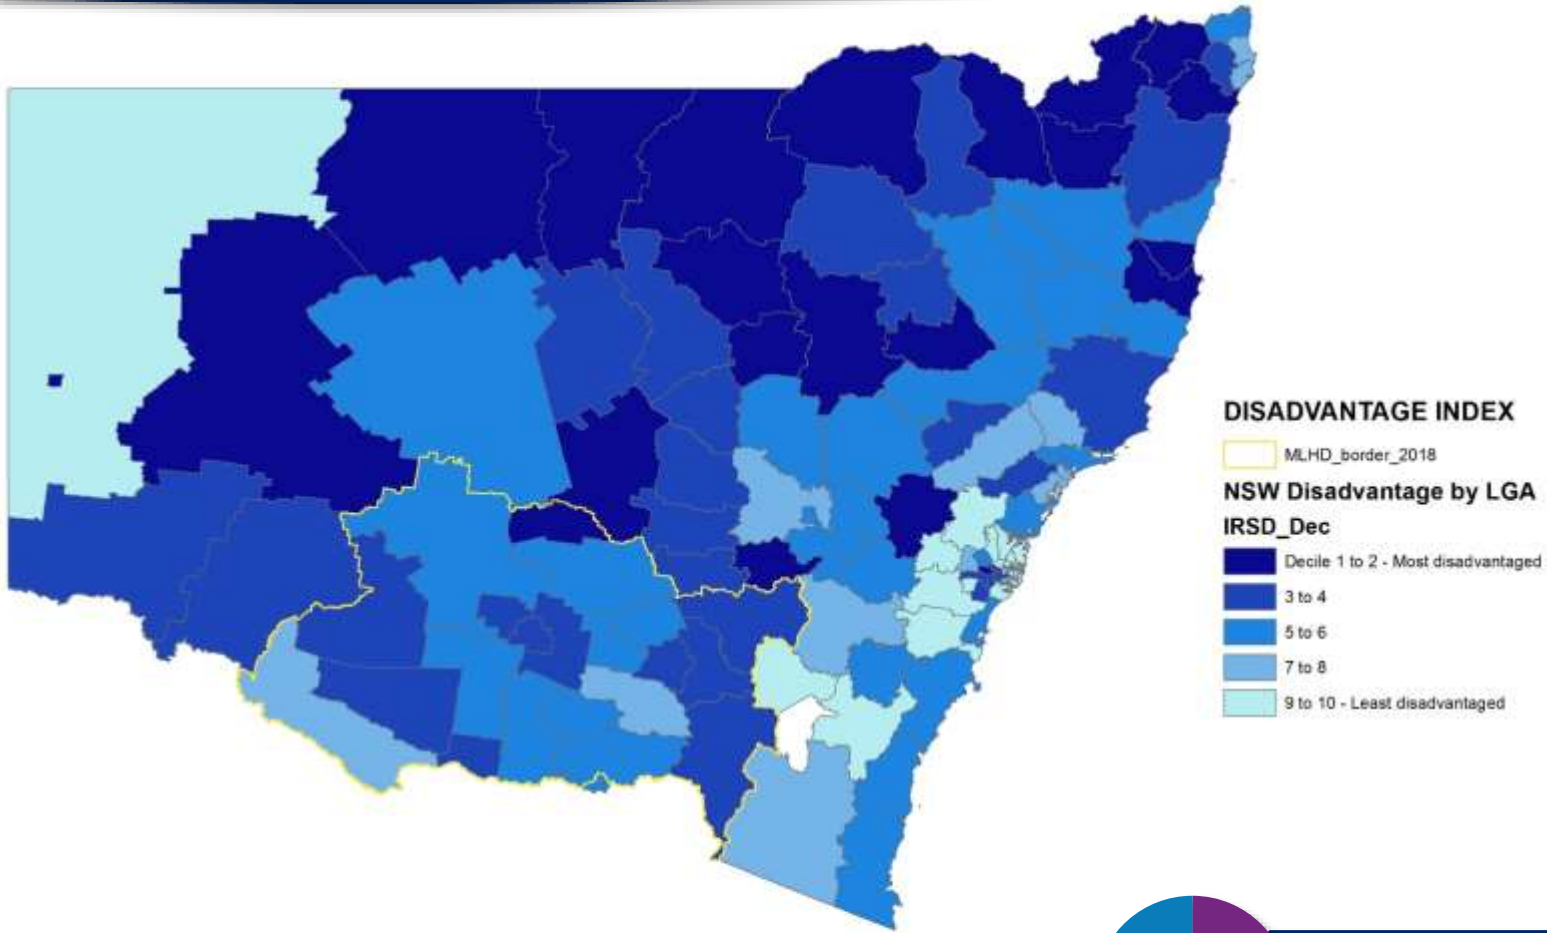 DISADVANTAGE INDEX
MLHD_border_2018
NSW Disadvantage by LGA
IRSD_Dec
Decile 1 to 2 - Most disadvantaged
3 to 4
5 to 6
7 to 8
9 to 10 - Least disadvantaged